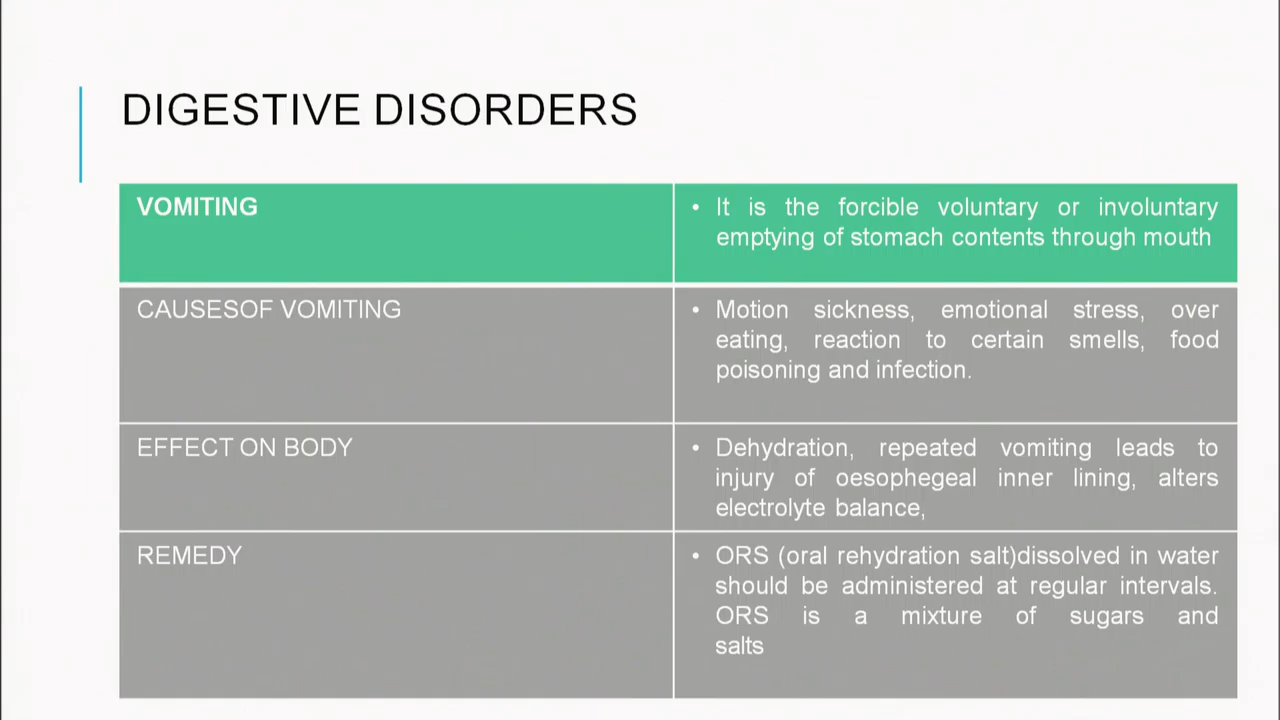 DIGESTIVE DISORDERS
VOMITING
• It is the forcible voluntary or involuntary
emptying of stomach contents through mouth
CAUSESOF VOMITING
• Motion sickness, emotional stress, over
eating, reaction to certain smells, food
poisoning and infection.
EFFECT ON BODY
• Dehydration, repeated vomiting leads to
injury of oesophegeal inner lining, alters
electrolyte balance,
REMEDY
• ORS (oral rehydration salt)dissolved in water
should be administered at regular intervals.
ORS is a mixture of sugars and
salts